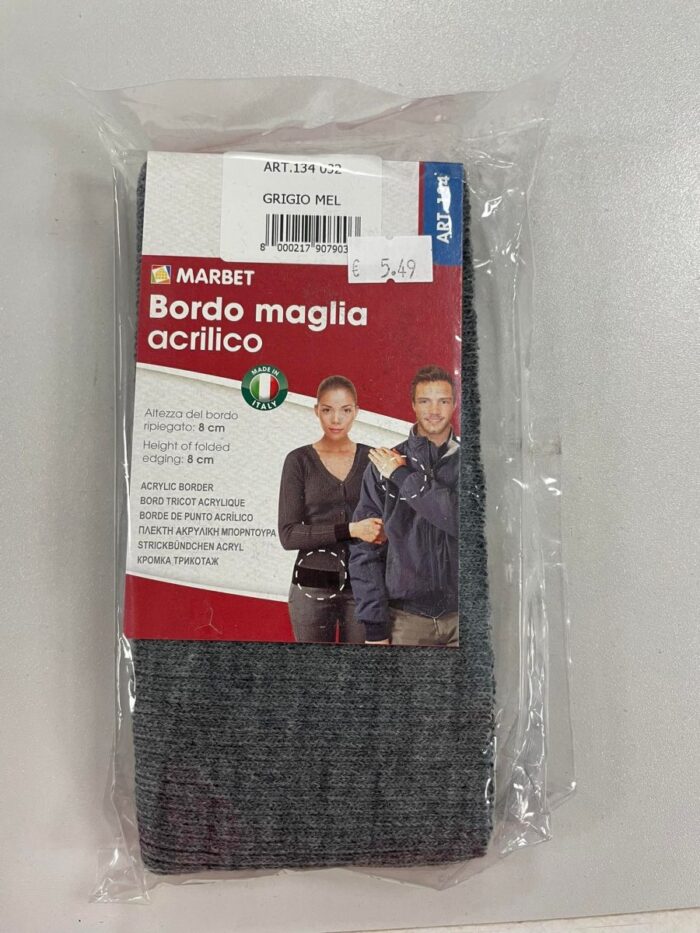 ART.134 032
GRIGIO MEL
8 000217 907903
€ 5.49
ART. 134
MARBET
Bordo maglia
acrilico
MADE IN
ITALY
Altezza del bordo
ripiegato: 8 cm
Height of folded
edging: 8 cm
ACRYLIC BORDER
BORD TRICOT ACRYLIQUE
BORDE DE PUNTO ACRÍLICO
ΠΛΕΚΤΗ ΑΚΡΥΛΙΚΗ ΜΠΟΡΝΤΟΥΡΑ
STRICKBÜNDCHEN ACRYL
КРОМКА ТРИКОТАЖ